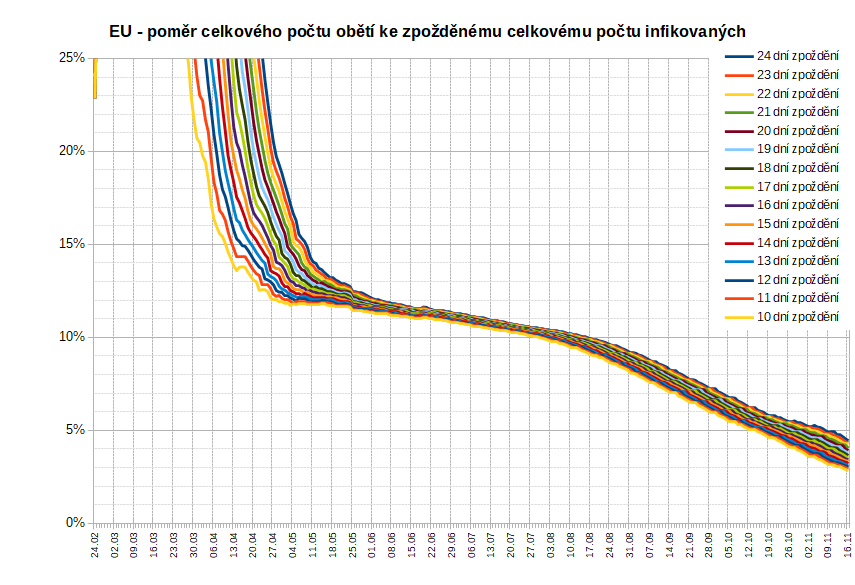 EU - poměr celkového počtu obětí ke zpožděnému celkovému počtu infikovaných
25%
20%
15%
10%
5%
0%
24 dní zpoždění
23 dní zpoždění
22 dní zpoždění
21 dní zpoždění
20 dní zpoždění
19 dní zpoždění
18 dní zpoždění
17 dní zpoždění
16 dní zpoždění
15 dní zpoždění
14 dní zpoždění
13 dní zpoždění
12 dní zpoždění
11 dní zpoždění
10 dní zpoždění
24.02
02.03
09.03
16.03
23.03
30.03
06.04
13.04
20.04
27.04
04.05
11.05
18.05
25.05
01.06
08.06
15.06
22.06
29.06
06.07
13.07
20.07
27.07
03.08
10.08
17.08
24.08
31.08
07.09
14.09
21.09
28.09
05.10
12.10
19.10
26.10
02.11
09.11
16.11